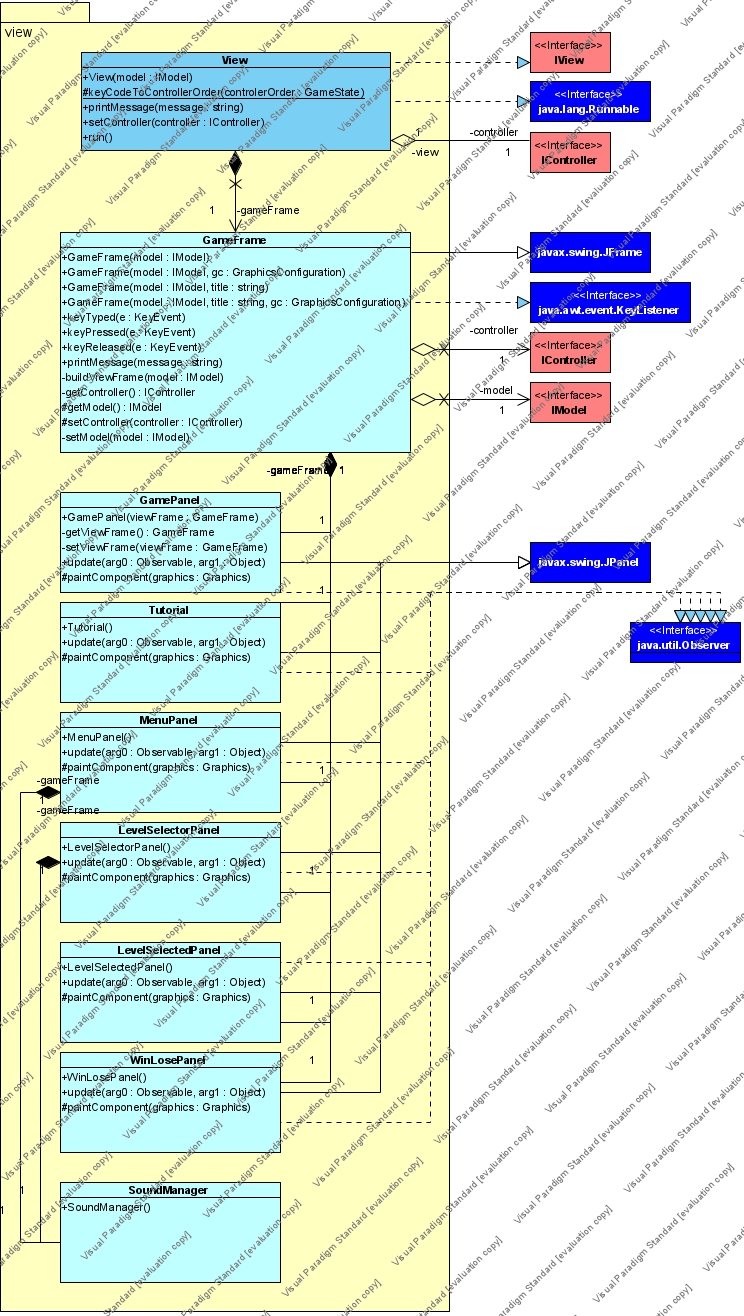 view
View
+View(model : IModel)
#keyCodeToControllerOrder(controlerOrder : GameState)
+printMessage(message : string)
+setController(controller : IController)
+run()
<<Interface>>
IView
<<Interface>>
java.lang.Runnable
-controller
1
-view
1
<<Interface>>
IController
1
-gameFrame
GameFrame
+GameFrame(model : IModel)
+GameFrame(model : IModel, gc : GraphicsConfiguration)
+GameFrame(model : IModel, title : string)
+GameFrame(model : IModel, title : string, gc : GraphicsConfiguration)
+keyTyped(e : KeyEvent)
+keyPressed(e : KeyEvent)
+keyReleased(e : KeyEvent)
+printMessage(message : string)
-buildViewFrame(model : IModel)
-getController() : IController
#getModel() : IModel
#setController(controller : IController)
-setModel(model : IModel)
javax.swing.JFrame
<<Interface>>
java.awt.event.KeyListener
-controller
1
<<Interface>>
IController
-model
1
<<Interface>>
IModel
-gameFrame
1
GamePanel
+GamePanel(viewFrame : GameFrame)
-getViewFrame() : GameFrame
-setViewFrame(viewFrame : GameFrame)
+update(arg0 : Observable, arg1 : Object)
#paintComponent(graphics : Graphics)
1
javax.swing.JPanel
1
<<Interface>>
java.util.Observer
Tutorial
+Tutorial()
+update(arg0 : Observable, arg1 : Object)
#paintComponent(graphics : Graphics)
MenuPanel
+MenuPanel()
+update(arg0 : Observable, arg1 : Object)
#paintComponent(graphics : Graphics)
1
-gameFrame
1
-gameFrame
LevelSelectorPanel
+LevelSelectorPanel()
+update(arg0 : Observable, arg1 : Object)
#paintComponent(graphics : Graphics)
1
1
LevelSelectedPanel
+LevelSelectedPanel()
+update(arg0 : Observable, arg1 : Object)
#paintComponent(graphics : Graphics)
1
WinLosePanel
+WinLosePanel()
+update(arg0 : Observable, arg1 : Object)
#paintComponent(graphics : Graphics)
1
1
1
SoundManager
+SoundManager()
Visual Paradigm Standard [evaluation copy]